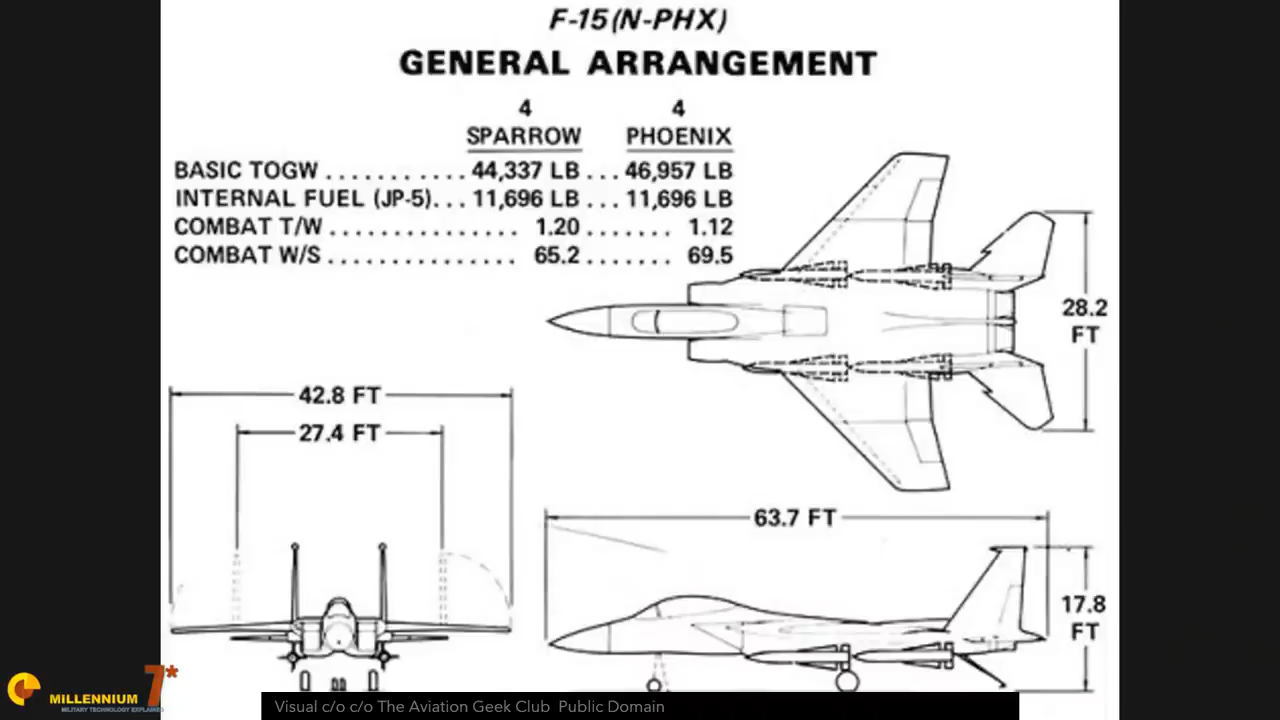 F-15(N-PHX)
GENERAL ARRANGEMENT
4 4
SPARROW PHOENIX
BASIC TOGW .......... 44,337 LB... 46,957 LB
INTERNAL FUEL (JP-5)... 11,696 LB... 11,696 LB
COMBAT T/W .............. 1.20....... 1.12
COMBAT W/S .............. 65.2....... 69.5
28.2
FT
42.8 FT
27.4 FT
63.7 FT
17.8
FT
MILLENNIUM 7*
MILITARY TECHNOLOGY EXPLAINED
Visual c/o c/o The Aviation Geek Club Public Domain